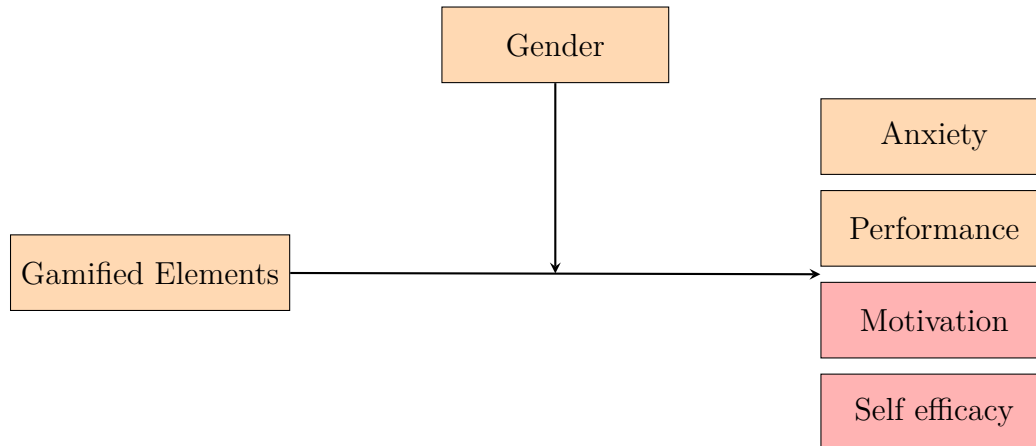 Gender
Anxiety
Performance
Gamified Elements
Motivation
Self efficacy